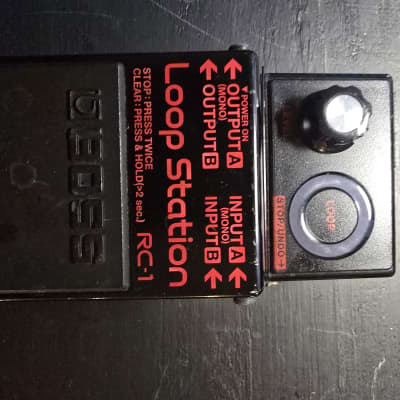 Loop
STOP/UNDO→
▼POWER ON
←OUTPUT A INPUT A←
(MONO) (MONO)
←OUTPUT B INPUT B←
Loop Station RC-1
STOP:PRESS TWICE
CLEAR:PRESS & HOLD(>2 sec.)
BOSS